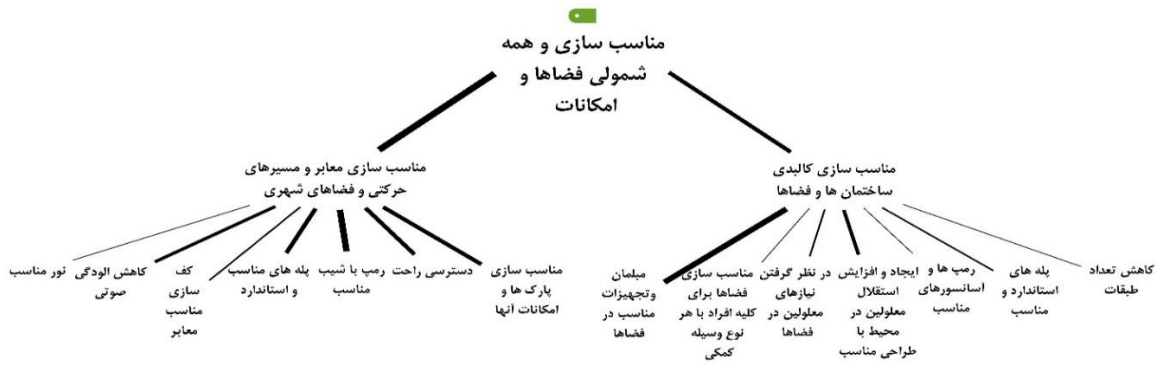 مناسب سازی و همه
شمولی فضاها و
امکانات
مناسب سازی کالبدی
ساختمان ها و فضاها
مناسب سازی معابر و مسیرهای
حرکتی و فضاهای شهری
کاهش تعداد
طبقات
پله های
استاندارد و
مناسب
رمپ ها و
آسانسورهای
مناسب
ایجاد و افزایش
استقلال
معلولین در
محیط با
طراحی مناسب
در نظر گرفتن
نیازهای
معلولین در
فضاها
مناسب سازی
فضاها برای
کلیه افراد با هر
نوع وسیله
کمکی
مبلمان
وتجهیزات
مناسب در
فضاها
مناسب سازی
پارک ها و
امکانات آنها
دسترسی راحت
رمپ با شیب
مناسب
پله های مناسب
و استاندارد
کف
سازی
مناسب
معابر
کاهش الودگی
صوتی
نور مناسب